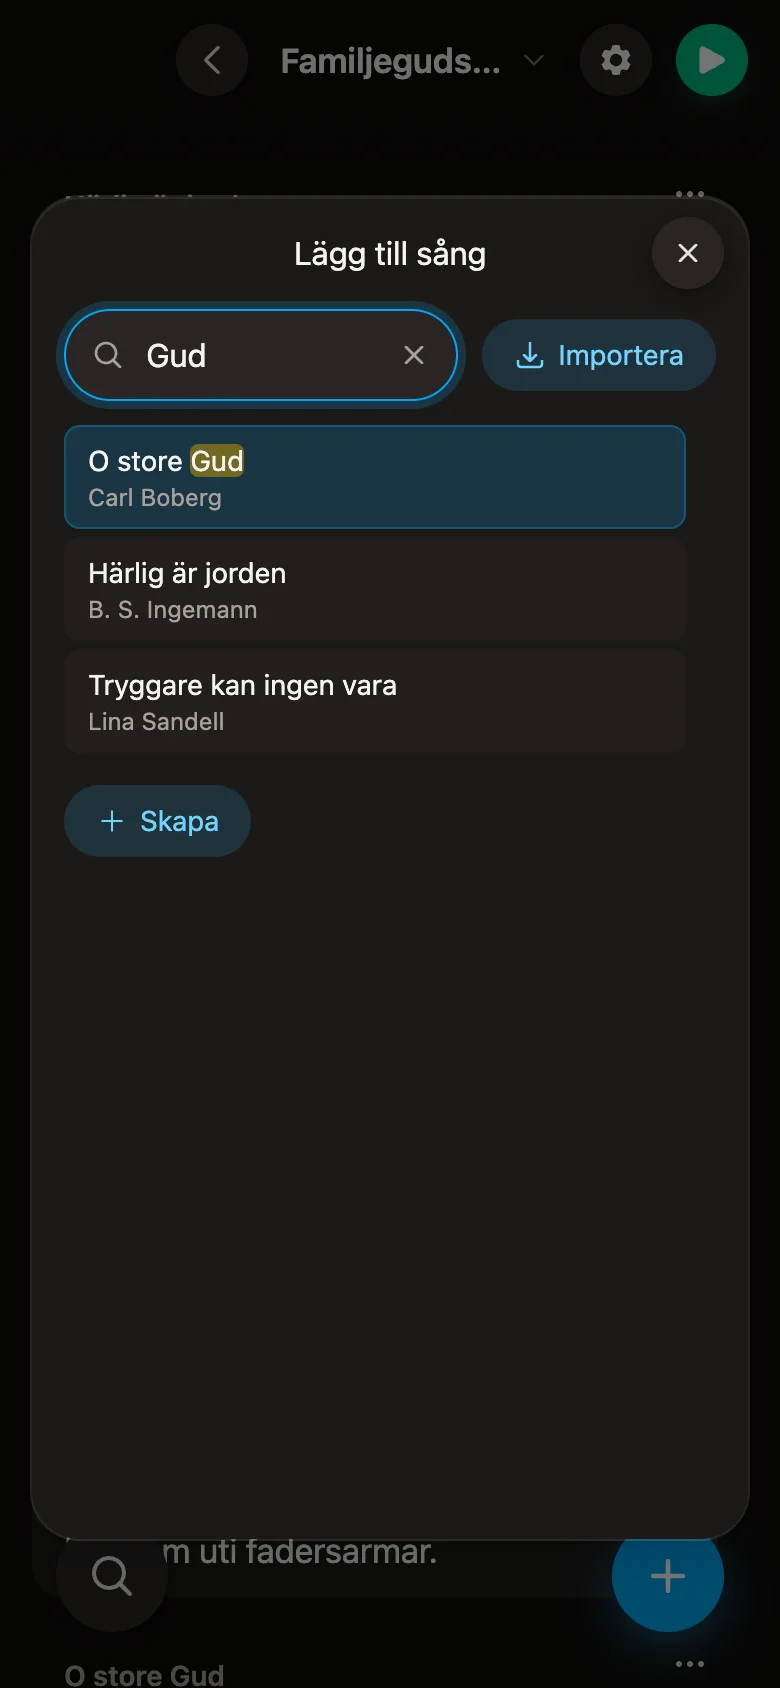 Familjeguds...
Lägg till sång
Gud
Importera
O store Gud
Carl Boberg
Härlig är jorden
B. S. Ingemann
Tryggare kan ingen vara
Lina Sandell
Skapa
m uti fadersarmar.
O store Gud